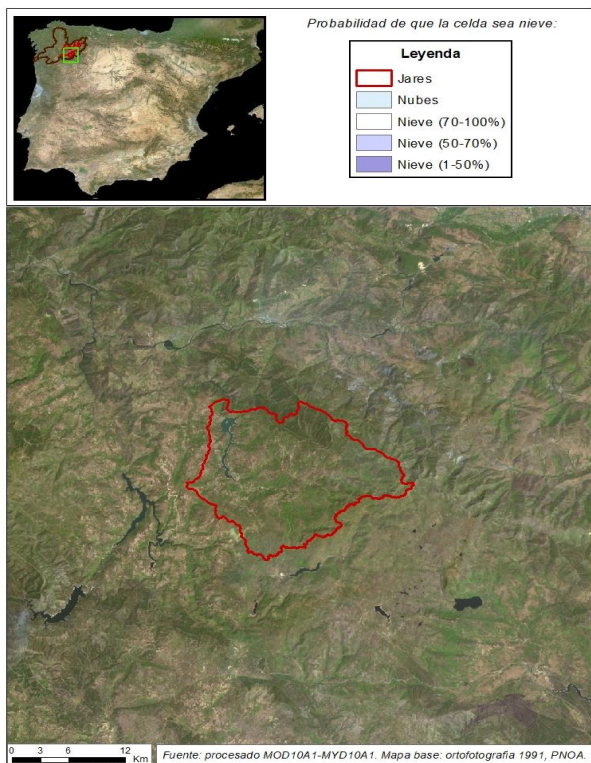 Probabilidad de que la celda sea nieve:
Leyenda
Jares
Nubes
Nieve (70-100%)
Nieve (50-70%)
Nieve (1-50%)
0 3 6 12
Km
Fuente: procesado MOD10A1-MYD10A1. Mapa base: ortofotografia 1991, PNOA.